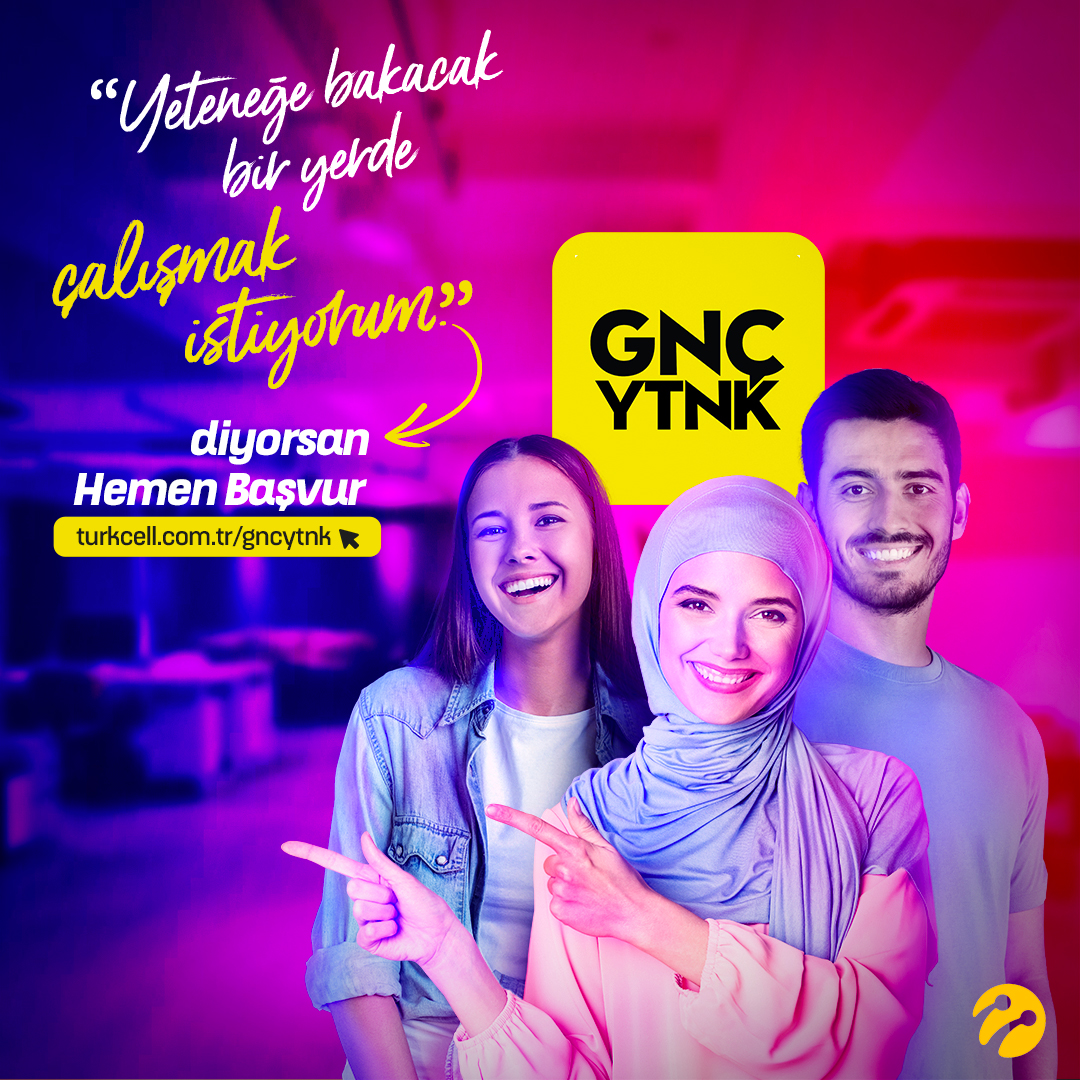 “Yeteneğe bakacak
bir yerde
çalışmak
istiyorum.”
diyorsan
Hemen Başvur
turkcell.com.tr/gncytnk
GNÇ
YTNK